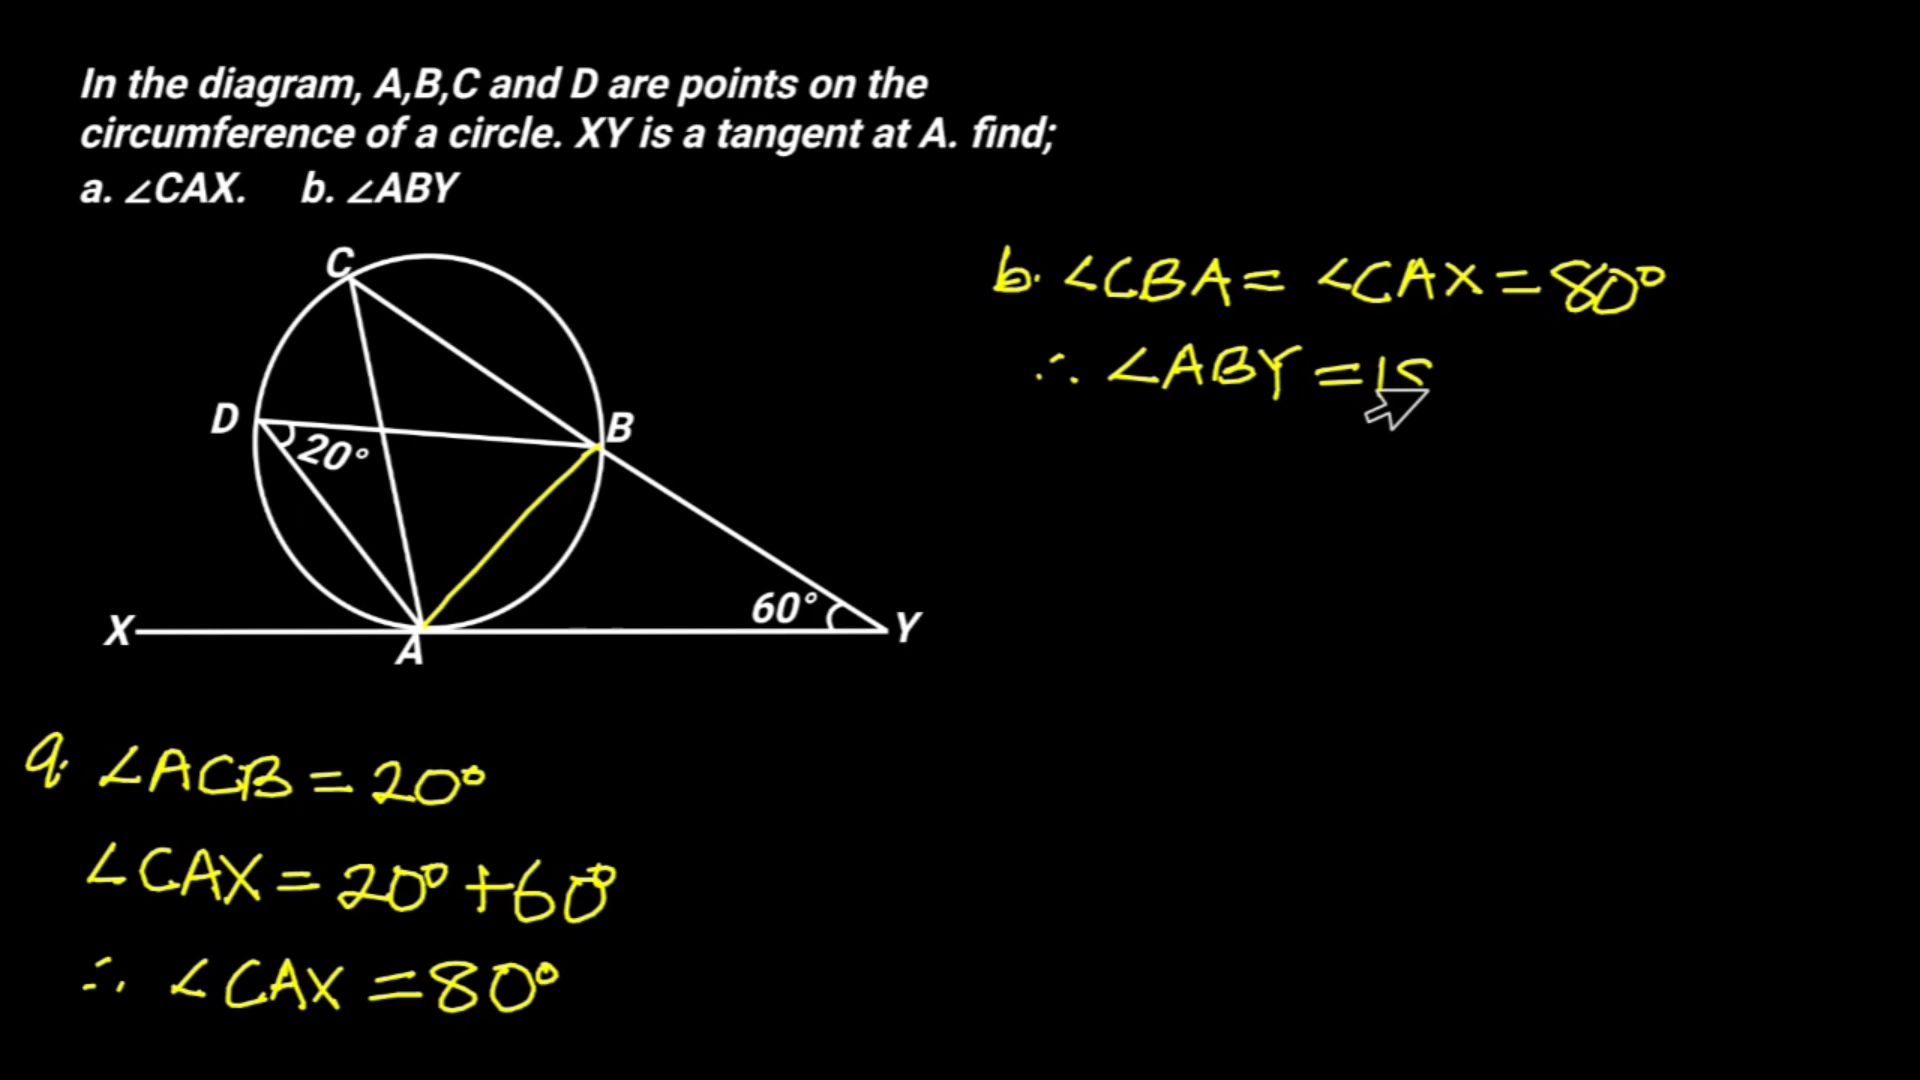 In the diagram, A,B,C and D are points on the
circumference of a circle. XY is a tangent at A. find;
a. ∠CAX. b. ∠ABY
C
D
20°
B
60°
X
Y
A
b. ∠CBA = ∠CAX = 80°
∴ ∠ABY = 1
a. ∠ACB = 20°
∠CAX = 20° + 60°
∴ ∠CAX = 80°